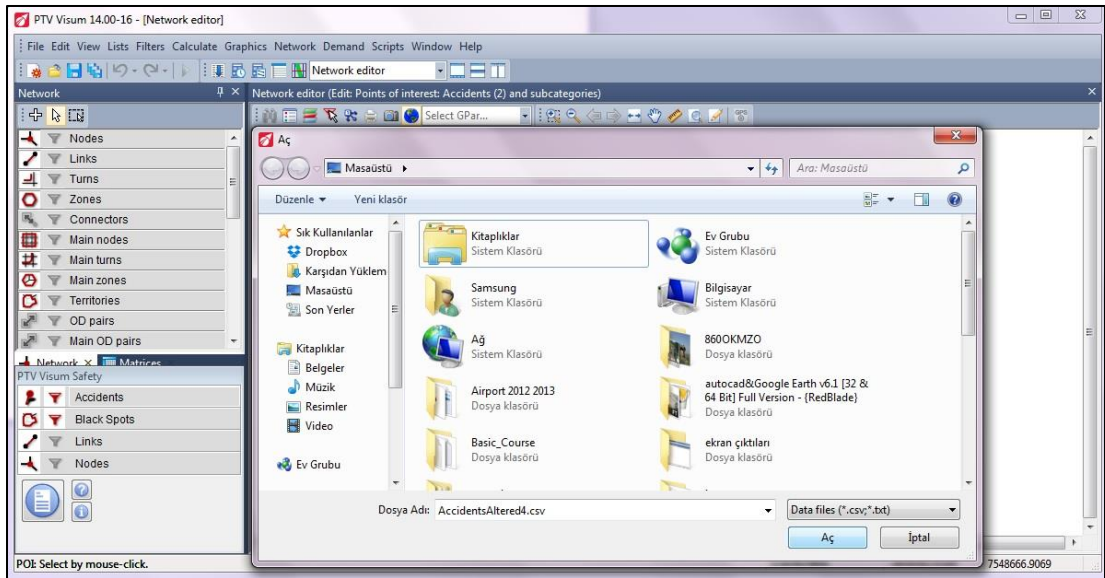 PTV Visum 14.00-16 - [Network editor]
File Edit View Lists Filters Calculate Graphics Network Demand Scripts Window Help
Network editor
Network
Network editor (Edit: Points of interest: Accidents (2) and subcategories)
Select GPar...
Nodes
Links
Turns
Zones
Connectors
Main nodes
Main turns
Main zones
Territories
OD pairs
Main OD pairs
Network Matrices
PTV Visum Safety
Accidents
Black Spots
Links
Nodes
Aç
Masaüstü
Ara: Masaüstü
Düzenle Yeni klasör
Sık Kullanılanlar
Dropbox
Karşıdan Yüklem
Masaüstü
Son Yerler
Kitaplıklar
Belgeler
Müzik
Resimler
Video
Ev Grubu
Kitaplıklar
Sistem Klasörü
Ev Grubu
Sistem Klasörü
Samsung
Sistem Klasörü
Bilgisayar
Sistem Klasörü
Ağ
Sistem Klasörü
860OKMZO
Dosya klasörü
Airport 2012 2013
Dosya klasörü
autocad&Google Earth v6.1 [32 &
64 Bit] Full Version - {RedBlade}
Dosya klasörü
Basic_Course
Dosya klasörü
ekran çıktıları
Dosya klasörü
Dosya Adı: AccidentsAltered4.csv
Data files (*.csv;*.txt)
Aç İptal
POI: Select by mouse-click.
7548666.9069